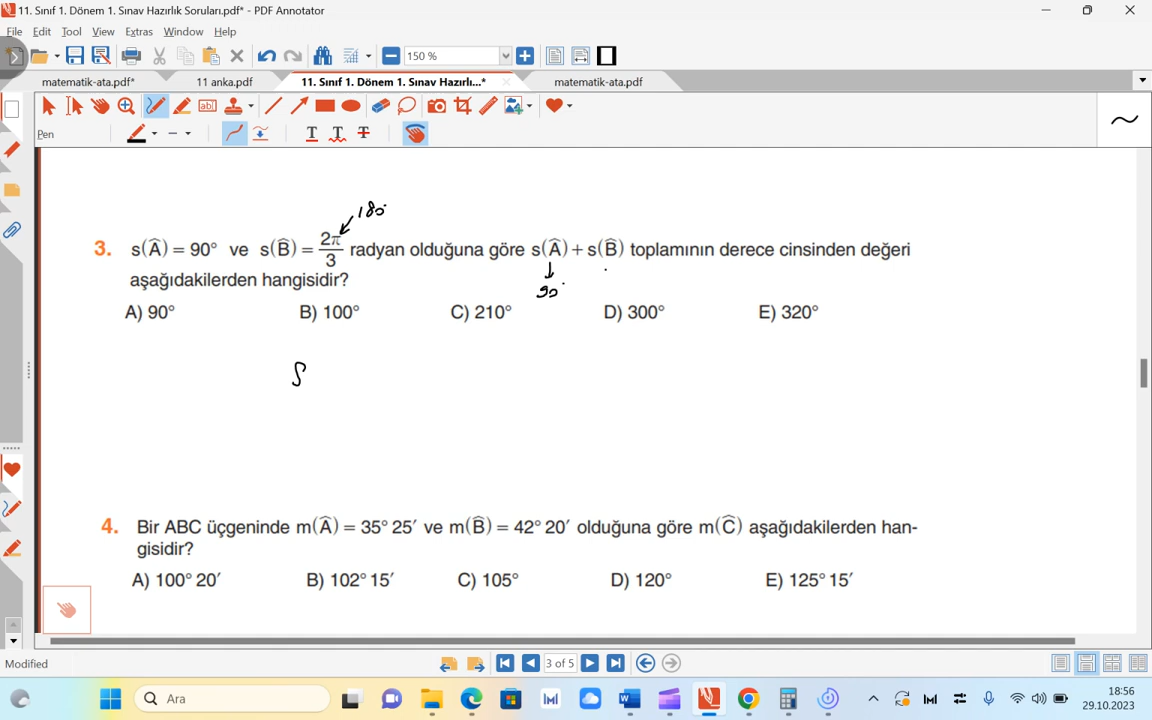 11. Sınıf 1. Dönem 1. Sınav Hazırlık Soruları.pdf* - PDF Annotator
File Edit Tool View Extras Window Help
150 %
matematik-ata.pdf* 11 anka.pdf 11. Sınıf 1. Dönem 1. Sınav Hazırlı...* matematik-ata.pdf
Pen
180
3. s(Â) = 90° ve s(B̂) = 2π/3 radyan olduğuna göre s(Â) + s(B̂) toplamının derece cinsinden değeri
aşağıdakilerden hangisidir?
90
A) 90° B) 100° C) 210° D) 300° E) 320°
S
4. Bir ABC üçgeninde m(Â) = 35° 25′ ve m(B̂) = 42° 20′ olduğuna göre m(Ĉ) aşağıdakilerden han-
gisidir?
A) 100° 20′ B) 102° 15′ C) 105° D) 120° E) 125° 15′
3 of 5
Modified
Ara
18:56
29.10.2023